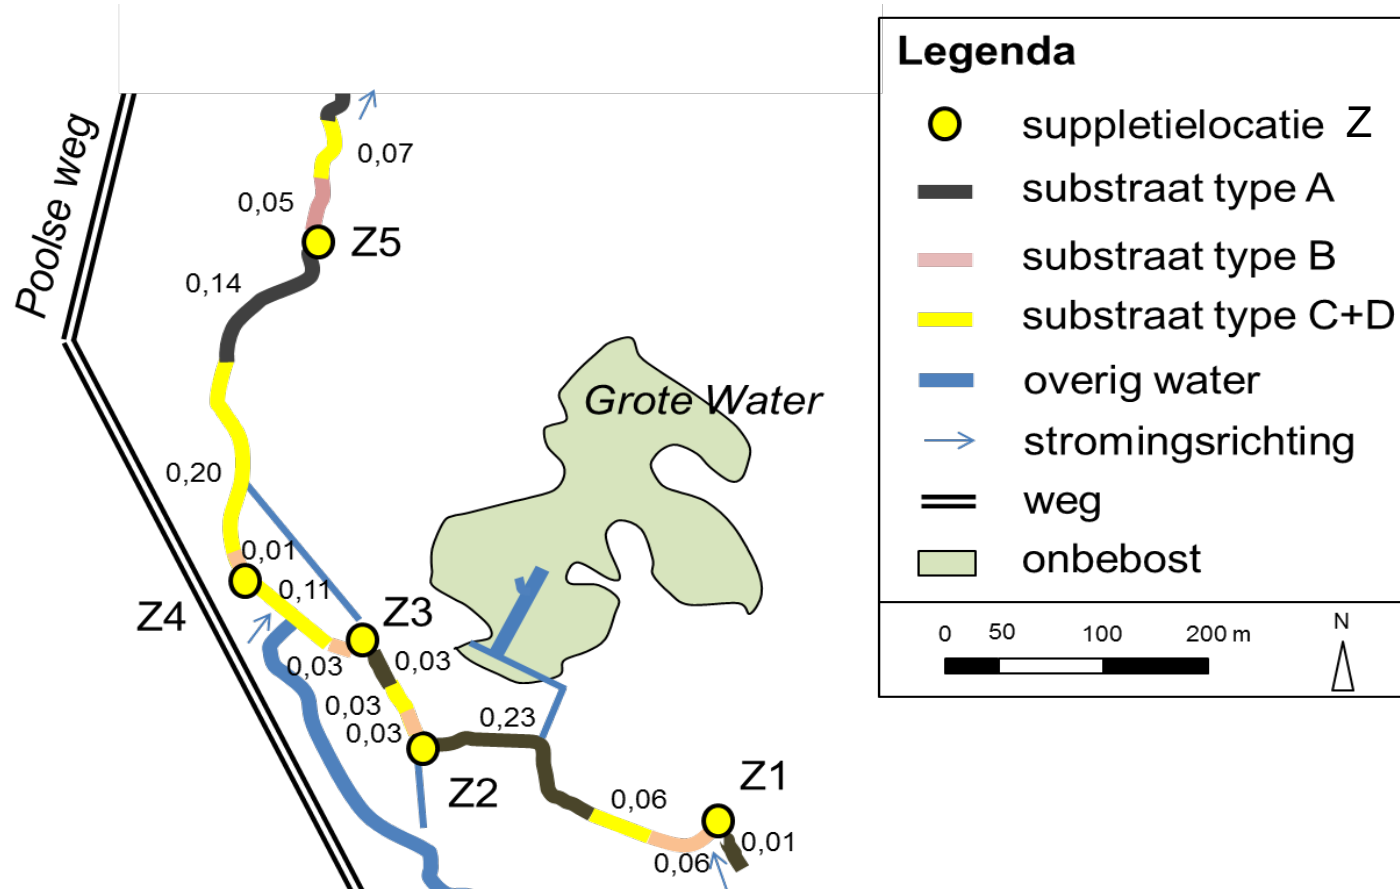 Poolse weg
0,07
0,05
Z5
0,14
Grote Water
0,20
0,01
0,11
Z4
Z3
0,03
0,03
0,03
0,03
0,23
Z2
Z1
0,06
0,01
0,06
Legenda
suppletielocatie Z
substraat type A
substraat type B
substraat type C+D
overig water
stromingsrichting
weg
onbebost
0 50 100 200 m
N